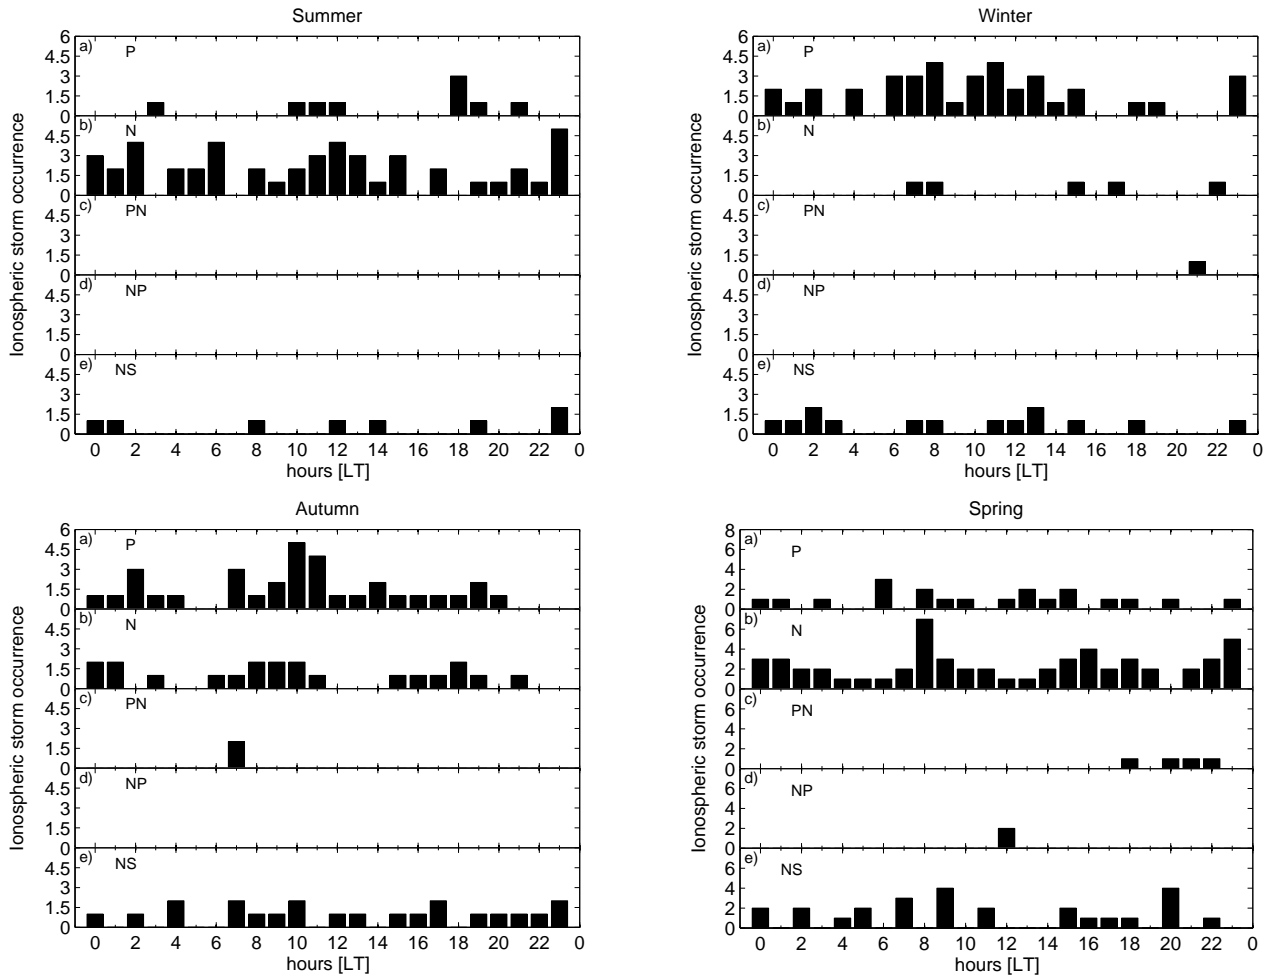 Summer
Ionospheric storm occurrence
a) P
6
4.5
3
1.5
0
b) N
4.5
3
1.5
0
c) PN
4.5
3
1.5
0
d) NP
4.5
3
1.5
0
e) NS
4.5
3
1.5
0
0 2 4 6 8 10 12 14 16 18 20 22 0
hours [LT]
Winter
Ionospheric storm occurrence
a) P
6
4.5
3
1.5
0
b) N
4.5
3
1.5
0
c) PN
4.5
3
1.5
0
d) NP
4.5
3
1.5
0
e) NS
4.5
3
1.5
0
0 2 4 6 8 10 12 14 16 18 20 22 0
hours [LT]
Autumn
Ionospheric storm occurrence
a) P
6
4.5
3
1.5
0
b) N
4.5
3
1.5
0
c) PN
4.5
3
1.5
0
d) NP
4.5
3
1.5
0
e) NS
4.5
3
1.5
0
0 2 4 6 8 10 12 14 16 18 20 22 0
hours [LT]
Spring
Ionospheric storm occurrence
a) P
8
6
4
2
0
b) N
6
4
2
0
c) PN
6
4
2
0
d) NP
6
4
2
0
e) NS
6
4
2
0
0 2 4 6 8 10 12 14 16 18 20 22 0
hours [LT]